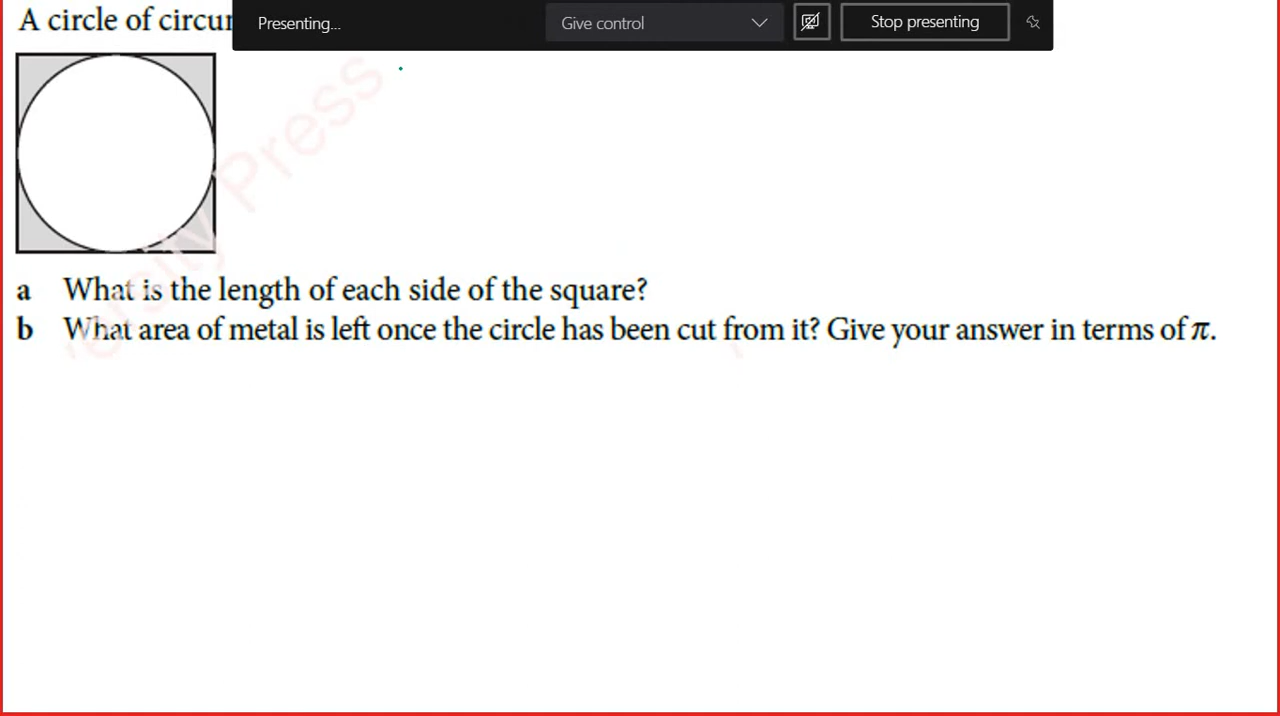 A circle of circu
Presenting...
Give control
Stop presenting
Press
a What is the length of each side of the square?
b What area of metal is left once the circle has been cut from it? Give your answer in terms of π.